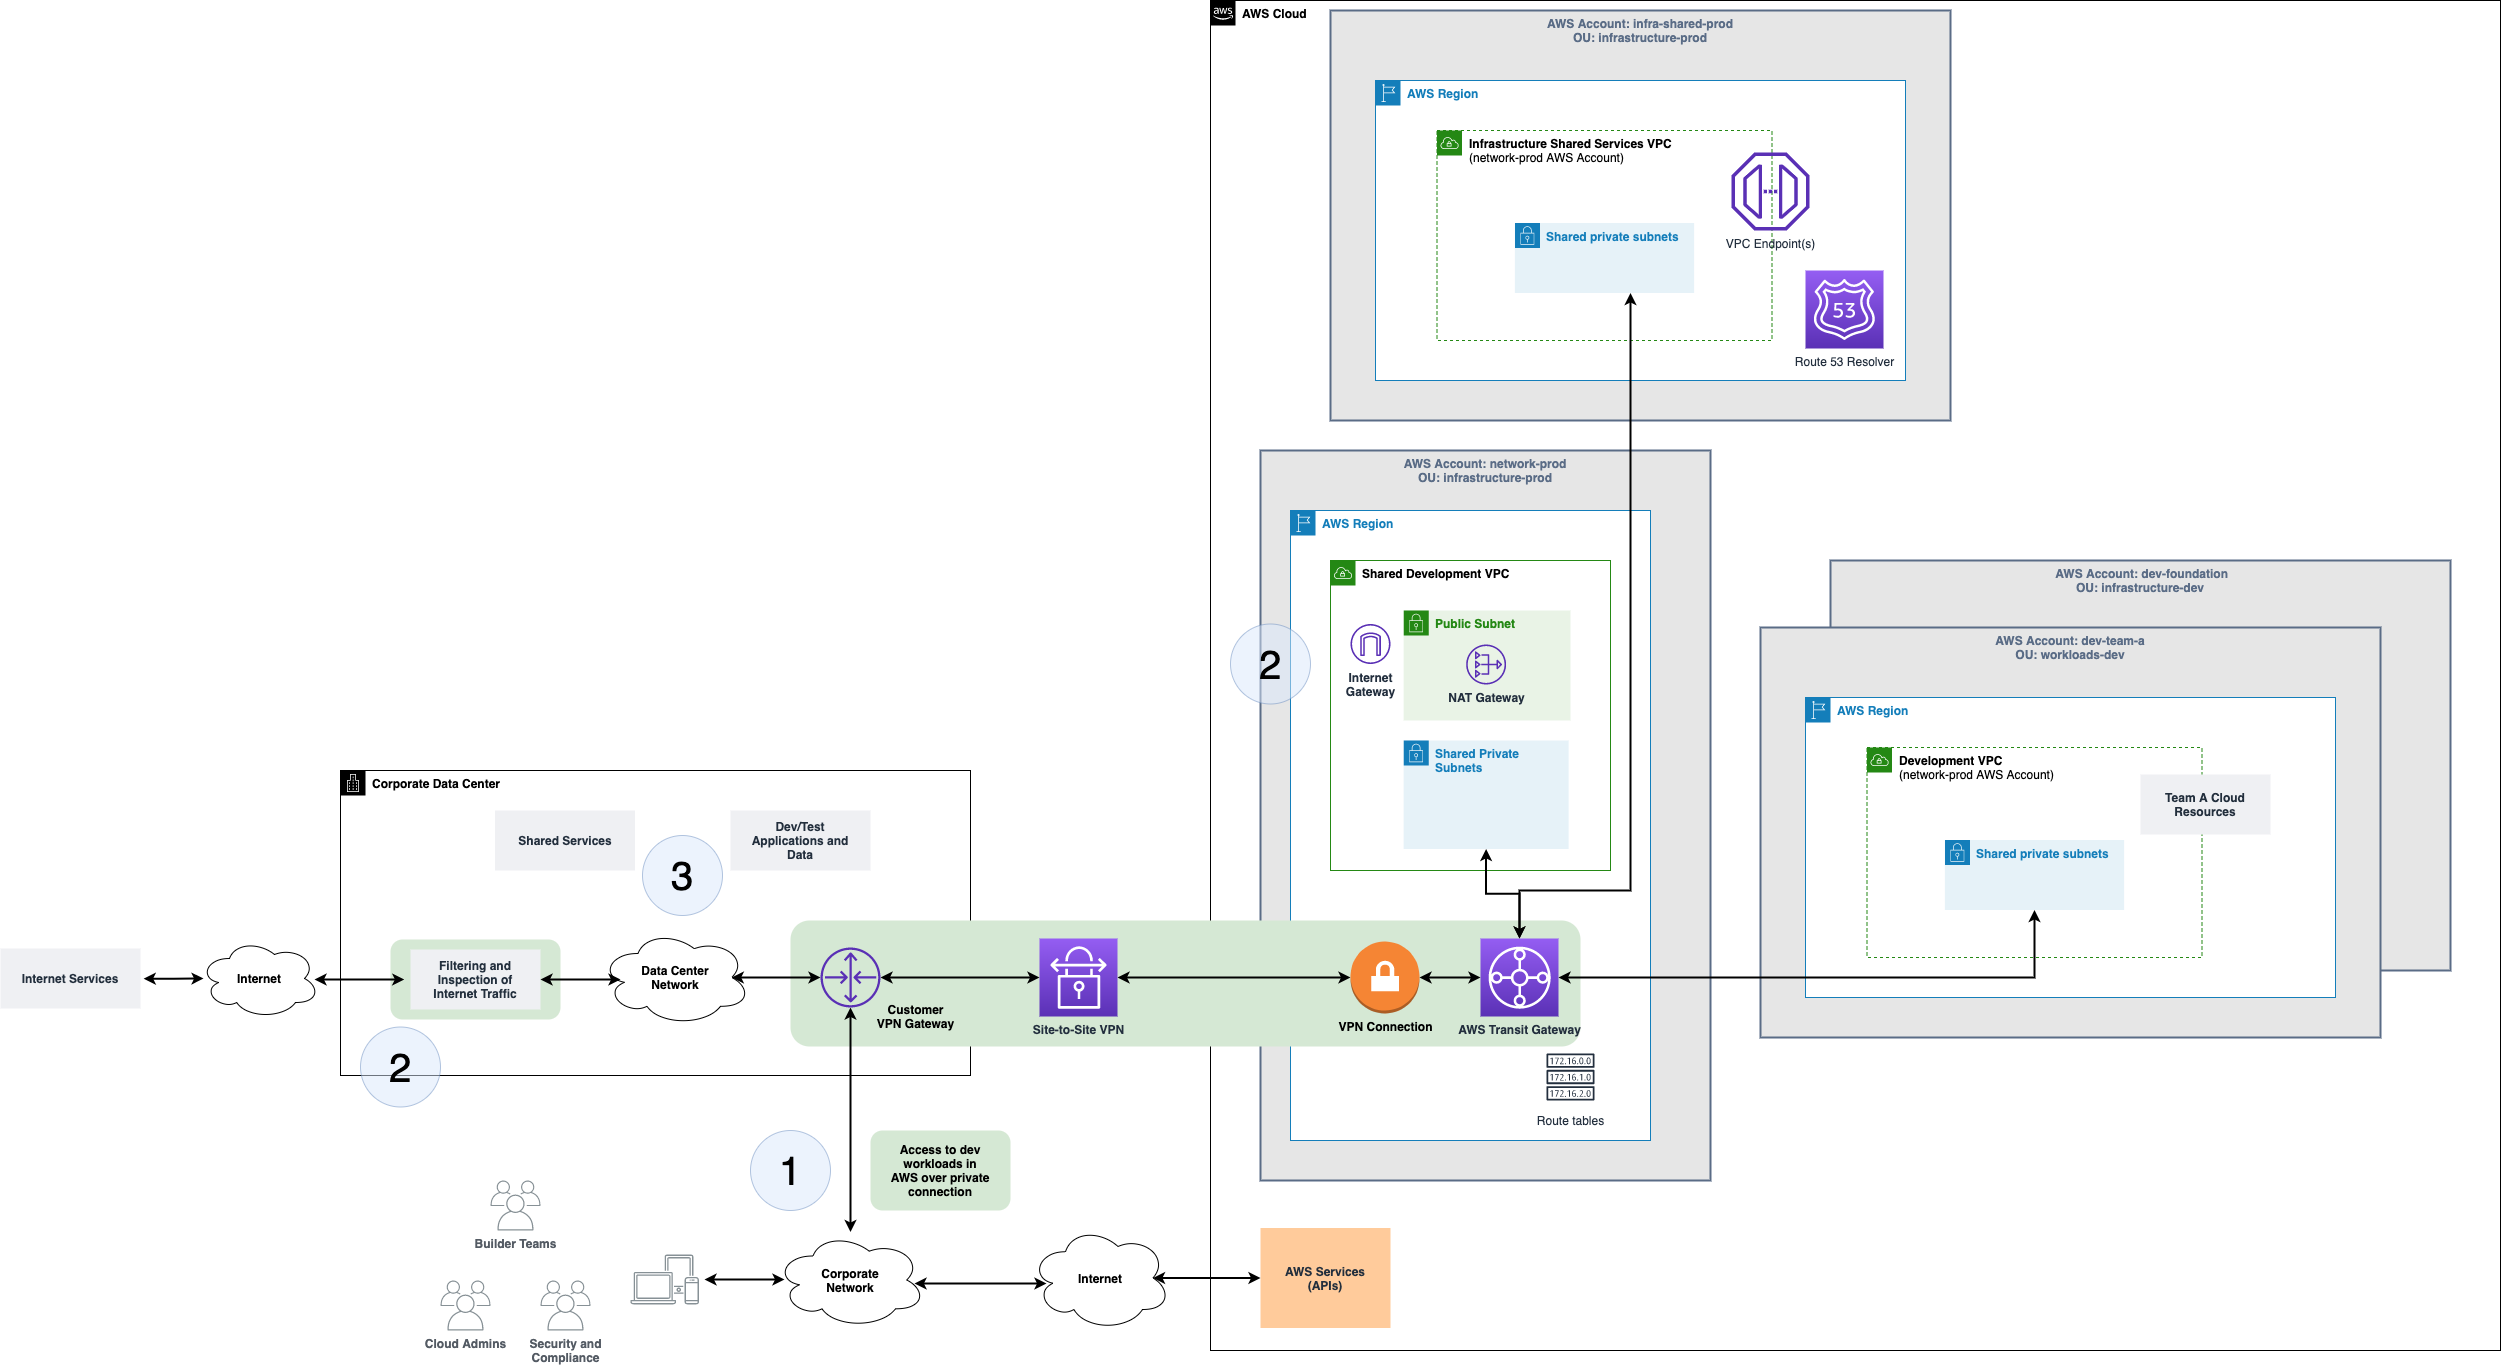 aws
AWS Cloud
AWS Account: infra-shared-prod
OU: infrastructure-prod
AWS Region
Infrastructure Shared Services VPC
(network-prod AWS Account)
VPC Endpoint(s)
Shared private subnets
53
Route 53 Resolver
AWS Account: network-prod
OU: infrastructure-prod
AWS Region
Shared Development VPC
Public Subnet
Internet
Gateway
NAT Gateway
2
Shared Private
Subnets
AWS Account: dev-foundation
OU: infrastructure-dev
AWS Account: dev-team-a
OU: workloads-dev
AWS Region
Development VPC
(network-prod AWS Account)
Team A Cloud
Resources
Shared private subnets
Corporate Data Center
Shared Services
3
Dev/Test
Applications and
Data
Internet Services
Internet
Filtering and
Inspection of
Internet Traffic
Data Center
Network
Customer
VPN Gateway
Site-to-Site VPN
VPN Connection
AWS Transit Gateway
2
172.16.0.0
172.16.1.0
172.16.2.0
Route tables
1
Access to dev
workloads in
AWS over private
connection
Builder Teams
Cloud Admins
Security and
Compliance
Corporate
Network
Internet
AWS Services
(APIs)